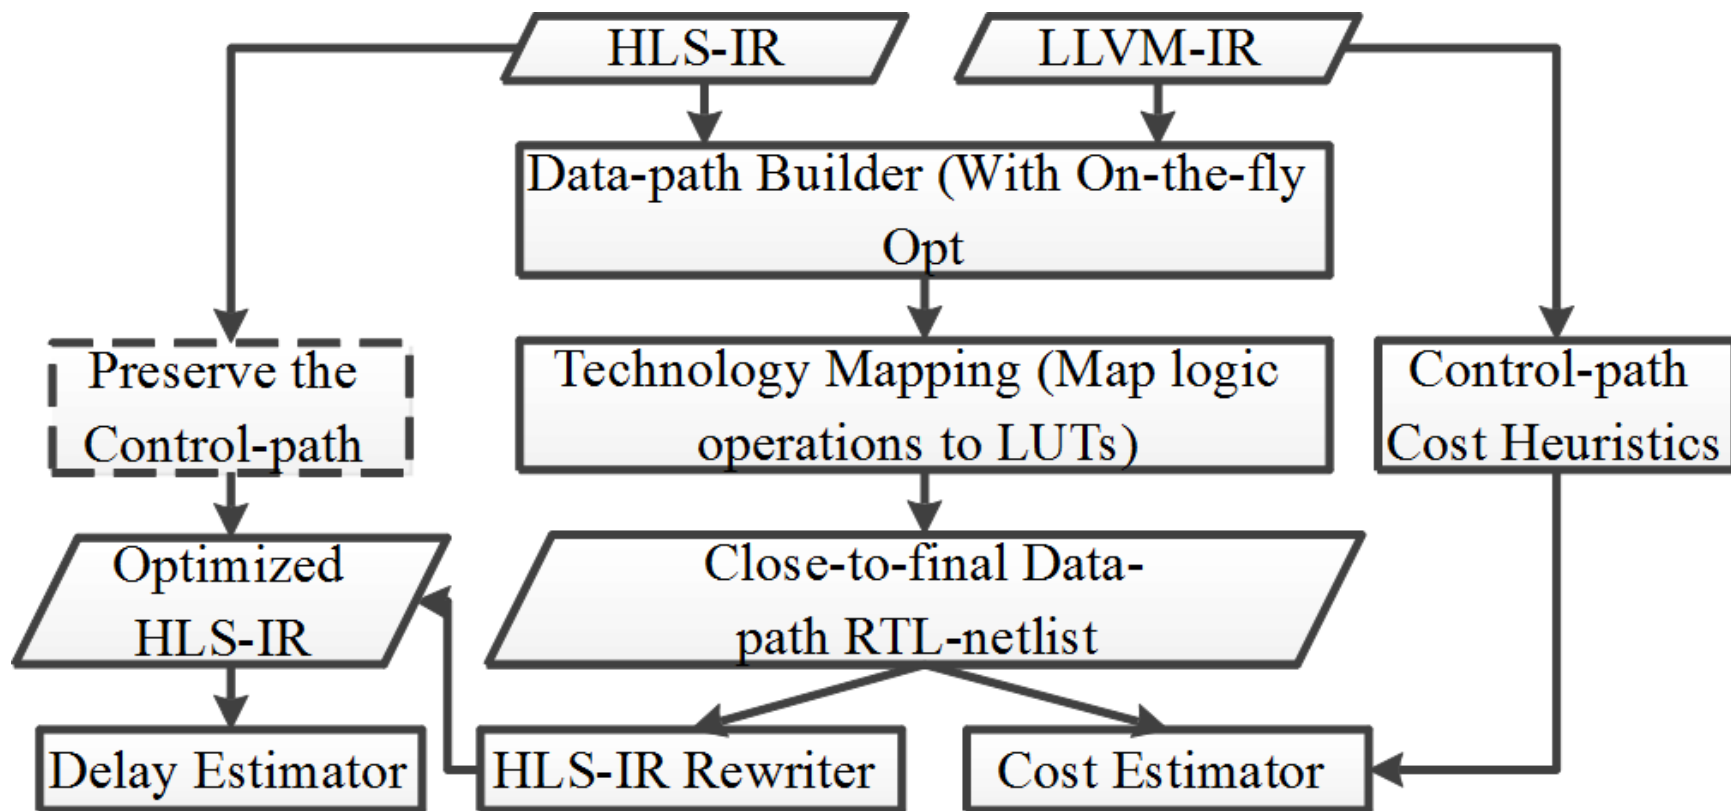 HLS-IR
LLVM-IR
Data-path Builder (With On-the-fly
Opt
Preserve the
Control-path
Technology Mapping (Map logic
operations to LUTs)
Control-path
Cost Heuristics
Optimized
HLS-IR
Close-to-final Data-
path RTL-netlist
Delay Estimator
HLS-IR Rewriter
Cost Estimator